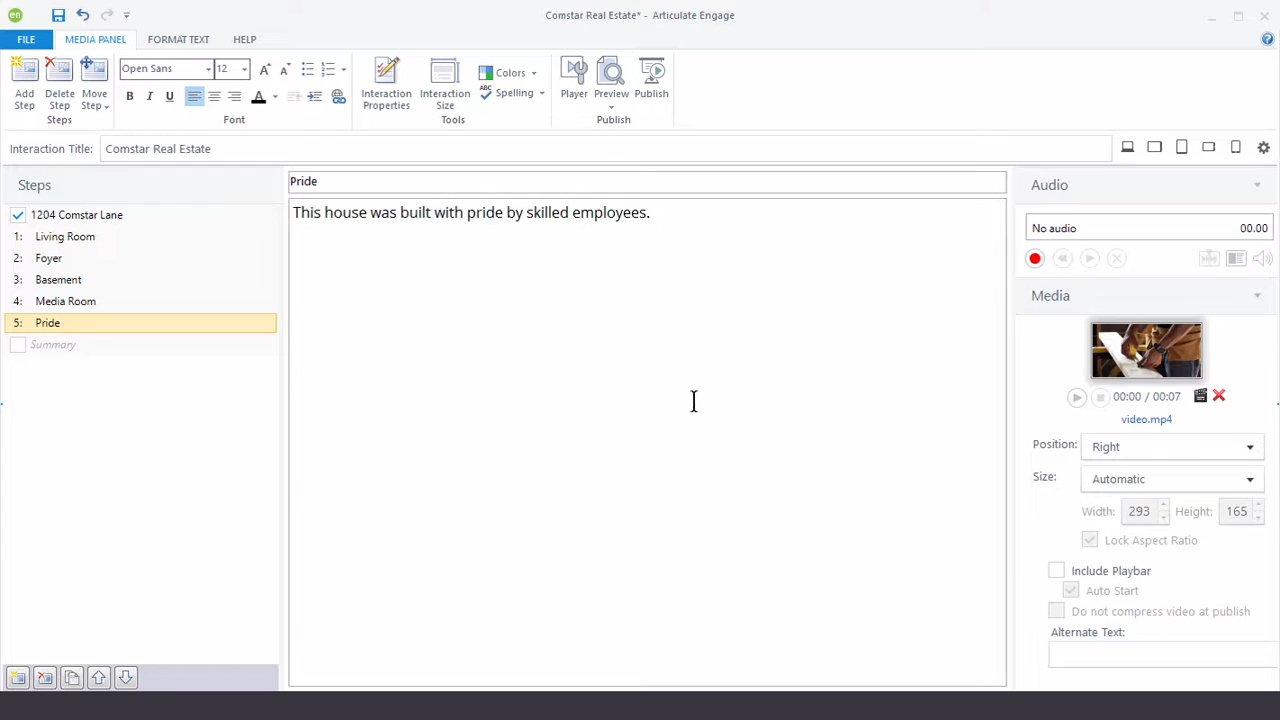 en
Comstar Real Estate* - Articulate Engage
FILE MEDIA PANEL FORMAT TEXT HELP
Add Step
Delete Step
Move Step
Steps
Open Sans 12
B I U A
Font
Interaction Properties
Interaction Size
Colors
ABC Spelling
Tools
Player
Preview
Publish
Publish
Interaction Title: Comstar Real Estate
Steps
1204 Comstar Lane
1: Living Room
2: Foyer
3: Basement
4: Media Room
5: Pride
Summary
Pride
This house was built with pride by skilled employees.
Audio
No audio 00.00
Media
00:00 / 00:07
video.mp4
Position: Right
Size: Automatic
Width: 293 Height: 165
Lock Aspect Ratio
Include Playbar
Auto Start
Do not compress video at publish
Alternate Text: